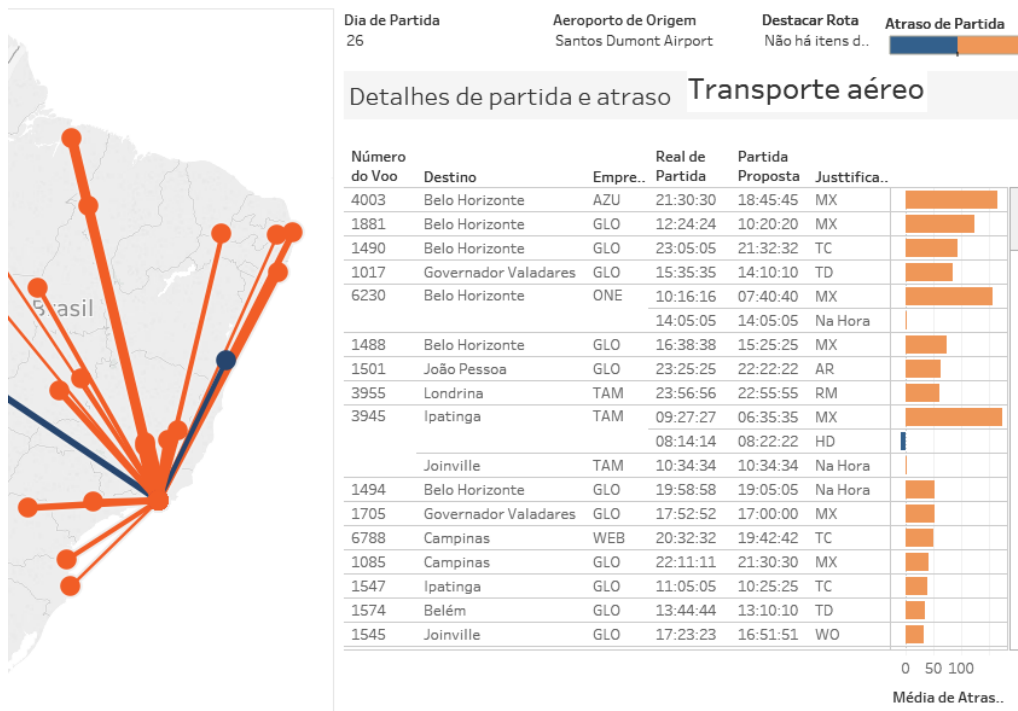 Dia de Partida Aeroporto de Origem Destacar Rota Atraso de Partida
26 Santos Dumont Airport Não há itens d..
Detalhes de partida e atraso Transporte aéreo
Número do Voo Destino Empre.. Real de Partida Partida Proposta Justtifica..
4003 Belo Horizonte AZU 21:30:30 18:45:45 MX
1881 Belo Horizonte GLO 12:24:24 10:20:20 MX
1490 Belo Horizonte GLO 23:05:05 21:32:32 TC
1017 Governador Valadares GLO 15:35:35 14:10:10 TD
6230 Belo Horizonte ONE 10:16:16 07:40:40 MX
14:05:05 14:05:05 Na Hora
1488 Belo Horizonte GLO 16:38:38 15:25:25 MX
1501 João Pessoa GLO 23:25:25 22:22:22 AR
3955 Londrina TAM 23:56:56 22:55:55 RM
3945 Ipatinga TAM 09:27:27 06:35:35 MX
08:14:14 08:22:22 HD
Joinville TAM 10:34:34 10:34:34 Na Hora
1494 Belo Horizonte GLO 19:58:58 19:05:05 Na Hora
1705 Governador Valadares GLO 17:52:52 17:00:00 MX
6788 Campinas WEB 20:32:32 19:42:42 TC
1085 Campinas GLO 22:11:11 21:30:30 MX
1547 Ipatinga GLO 11:05:05 10:25:25 TC
1574 Belém GLO 13:44:44 13:10:10 TD
1545 Joinville GLO 17:23:23 16:51:51 WO
0 50 100
Média de Atras..
Brasil